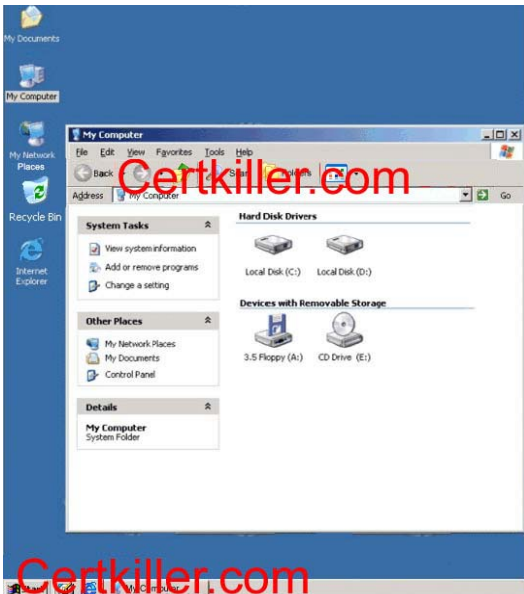 My Documents
My Computer
My Network
Places
Recycle Bin
Internet
Explorer
My Computer
File Edit View Favorites Tools Help
Back
Certkiller.com
Address My Computer Go
System Tasks
View system information
Add or remove programs
Change a setting
Other Places
My Network Places
My Documents
Control Panel
Details
My Computer
System Folder
Hard Disk Drivers
Local Disk (C:) Local Disk (D:)
Devices with Removable Storage
3.5 Floppy (A:) CD Drive (E:)
Certkiller.com
My Computer